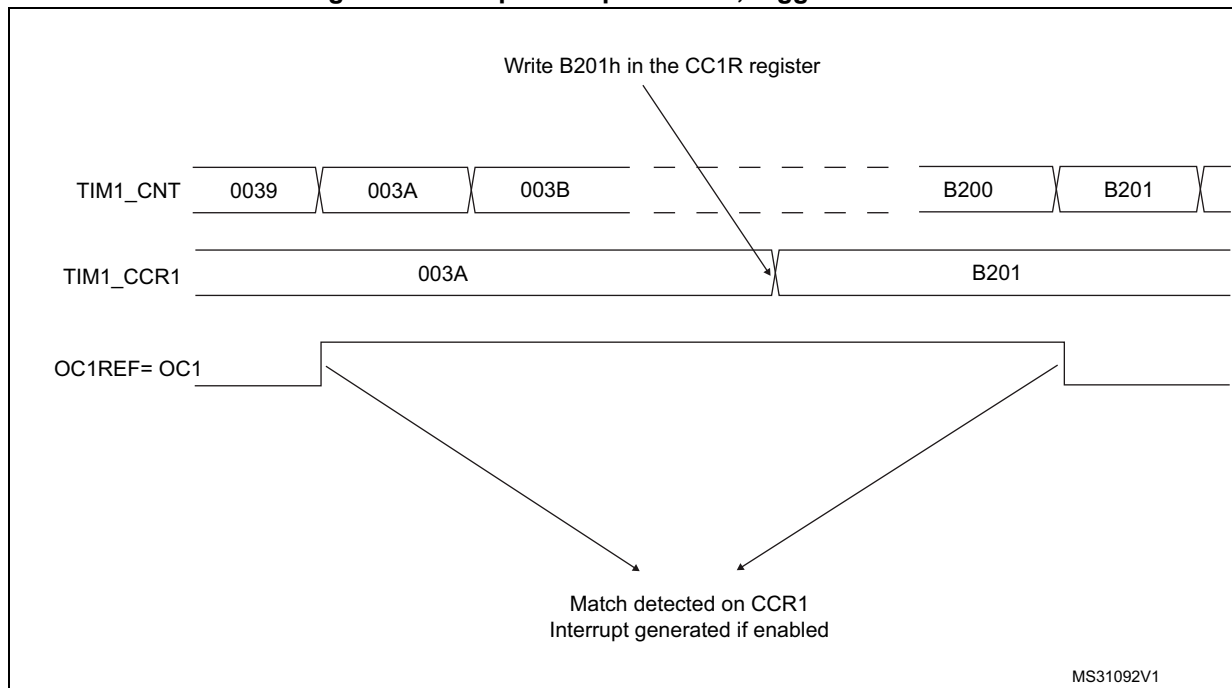 Write B201h in the CC1R register
TIM1_CNT 0039 003A 003B B200 B201
TIM1_CCR1 003A B201
OC1REF= OC1
Match detected on CCR1
Interrupt generated if enabled
MS31092V1